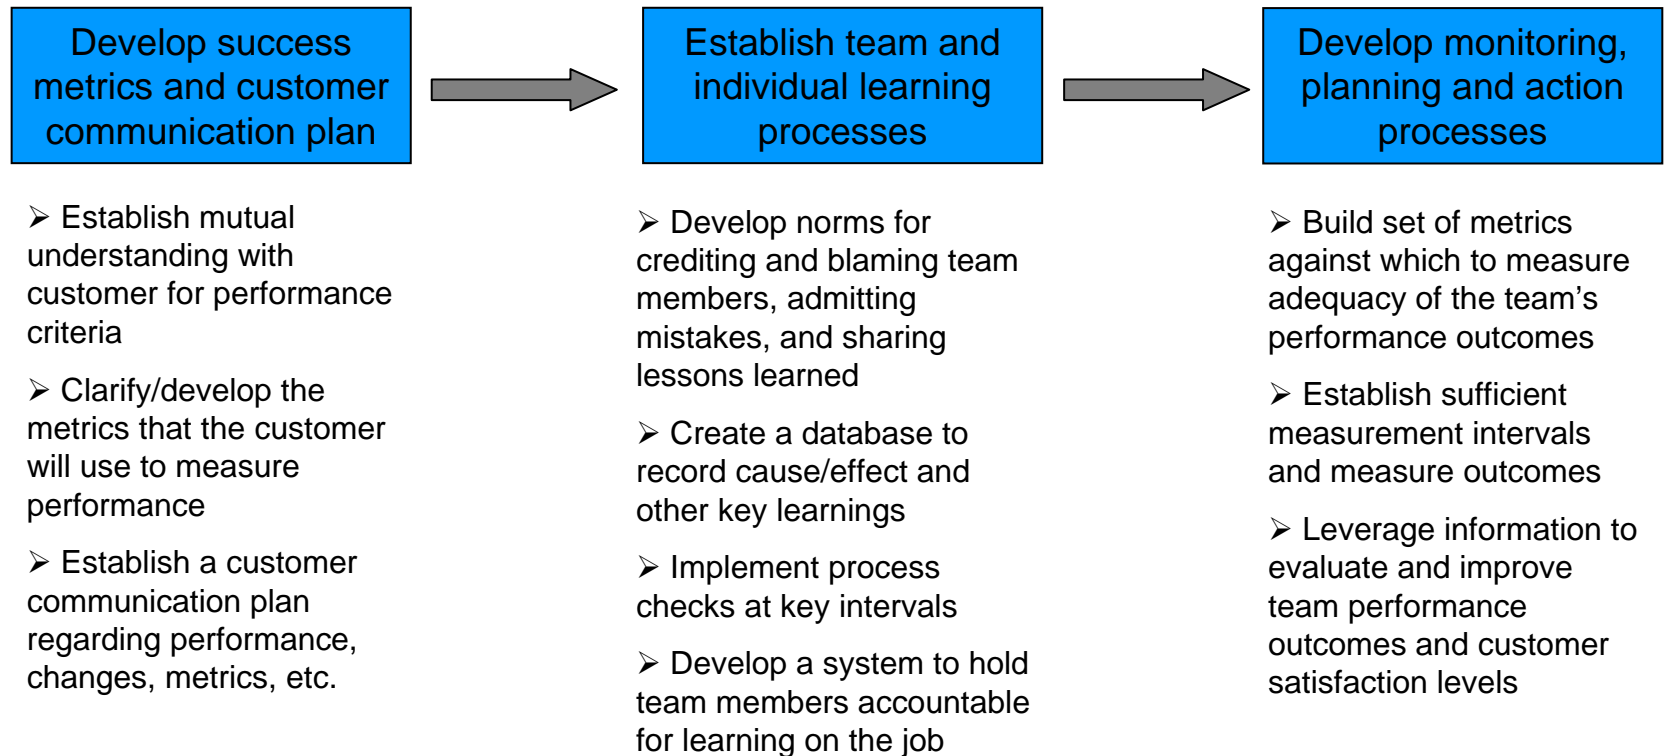 Develop success
metrics and customer
communication plan
Establish team and
individual learning
processes
Develop monitoring,
planning and action
processes
➢ Establish mutual
understanding with
customer for performance
criteria
➢ Clarify/develop the
metrics that the customer
will use to measure
performance
➢ Establish a customer
communication plan
regarding performance,
changes, metrics, etc.
➢ Develop norms for
crediting and blaming team
members, admitting
mistakes, and sharing
lessons learned
➢ Create a database to
record cause/effect and
other key learnings
➢ Implement process
checks at key intervals
➢ Develop a system to hold
team members accountable
for learning on the job
➢ Build set of metrics
against which to measure
adequacy of the team’s
performance outcomes
➢ Establish sufficient
measurement intervals
and measure outcomes
➢ Leverage information to
evaluate and improve
team performance
outcomes and customer
satisfaction levels